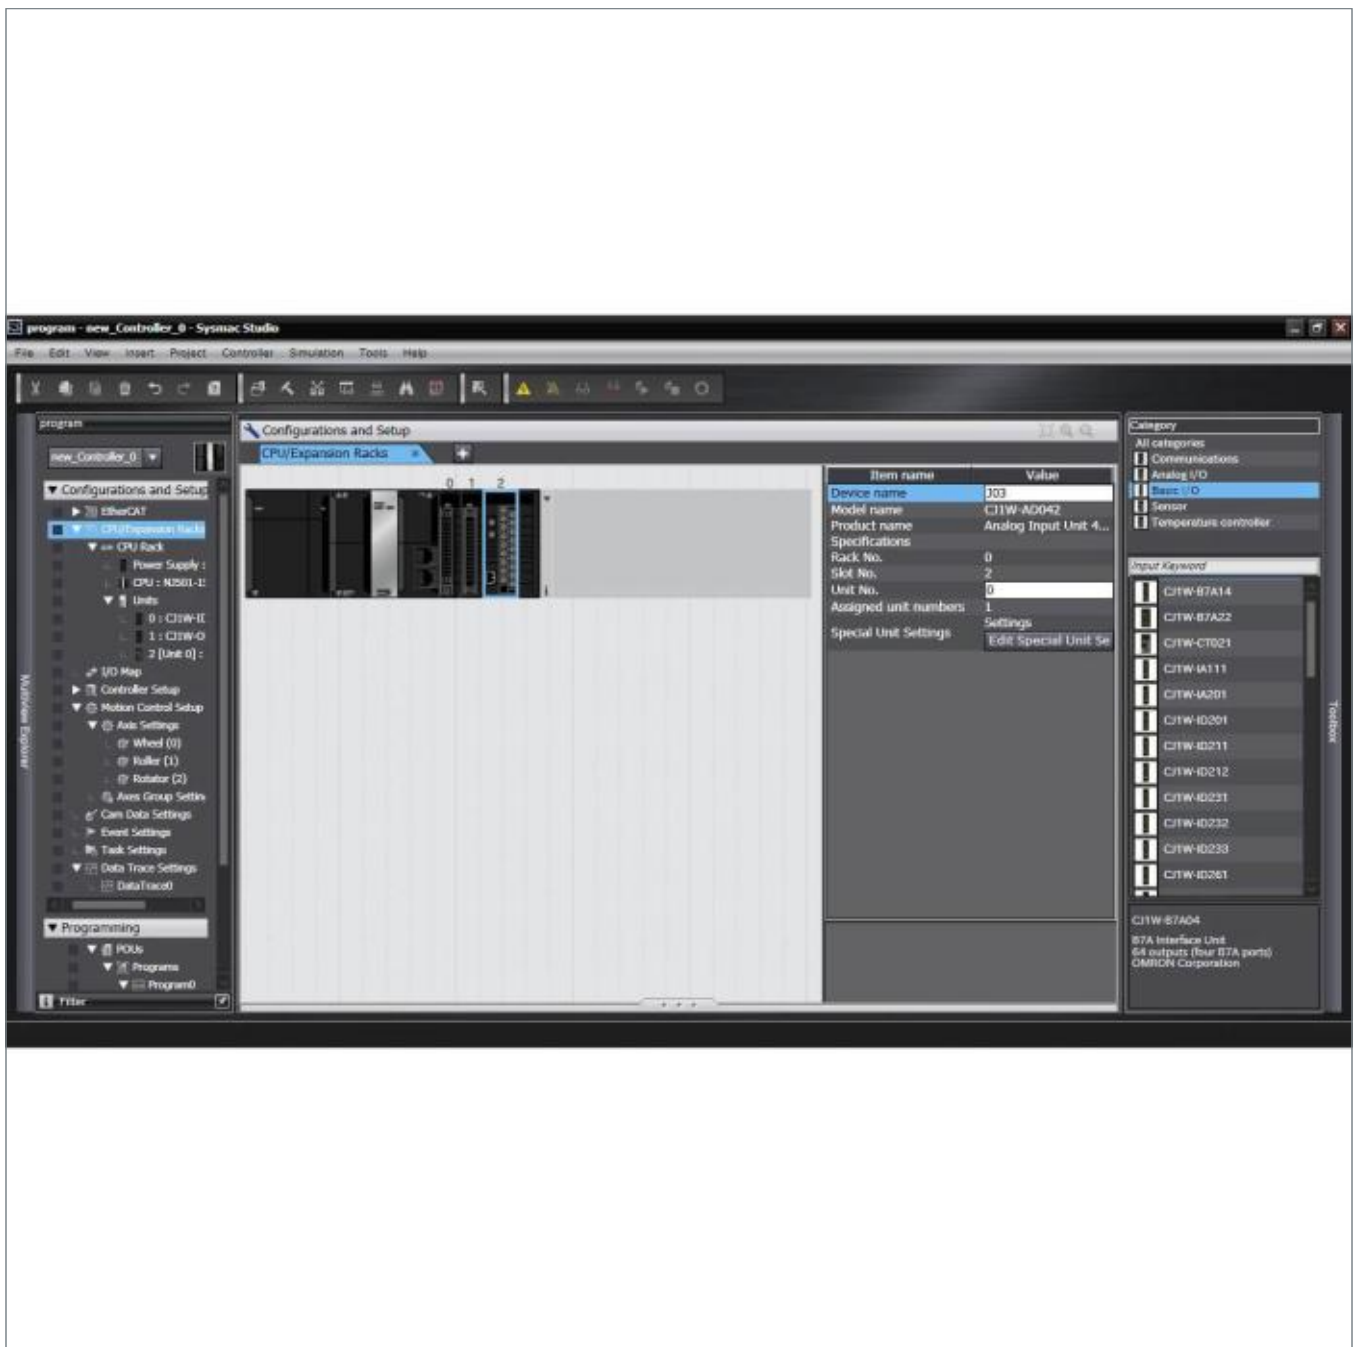 program - new_Controller_0 - Sysmac Studio
File Edit View Insert Project Controller Simulation Tools Help
program
new_Controller_0
Configurations and Setup
EtherCAT
CPU/Expansion Racks
CPU Rack
Power Supply :
CPU : NJ501-1
Units
0 : CJ1W-II
1 : CJ1W-O
2 [Unit 0] :
I/O Map
Controller Setup
Motion Control Setup
Axis Settings
Wheel (0)
Roller (1)
Rotator (2)
Axes Group Settin
Cam Data Settings
Event Settings
Task Settings
Data Trace Settings
DataTrace0
Programming
POUs
Programs
Program0
Filter
Multiview Explorer
Configurations and Setup
CPU/Expansion Racks
0 1 2
Item name Value
Device name J03
Model name CJ1W-AD042
Product name Analog Input Unit 4...
Specifications
Rack No. 0
Slot No. 2
Unit No. 0
Assigned unit numbers 1
Special Unit Settings Settings
Edit Special Unit Se
Category
All categories
Communications
Analog I/O
Basic I/O
Sensor
Temperature controller
Input Keyword
CJ1W-B7A14
CJ1W-B7A22
CJ1W-CT021
CJ1W-IA111
CJ1W-IA201
CJ1W-ID201
CJ1W-ID211
CJ1W-ID212
CJ1W-ID231
CJ1W-ID232
CJ1W-ID233
CJ1W-ID261
CJ1W-B7A04
B7A Interface Unit
64 outputs (four B7A ports)
OMRON Corporation
Toolbox